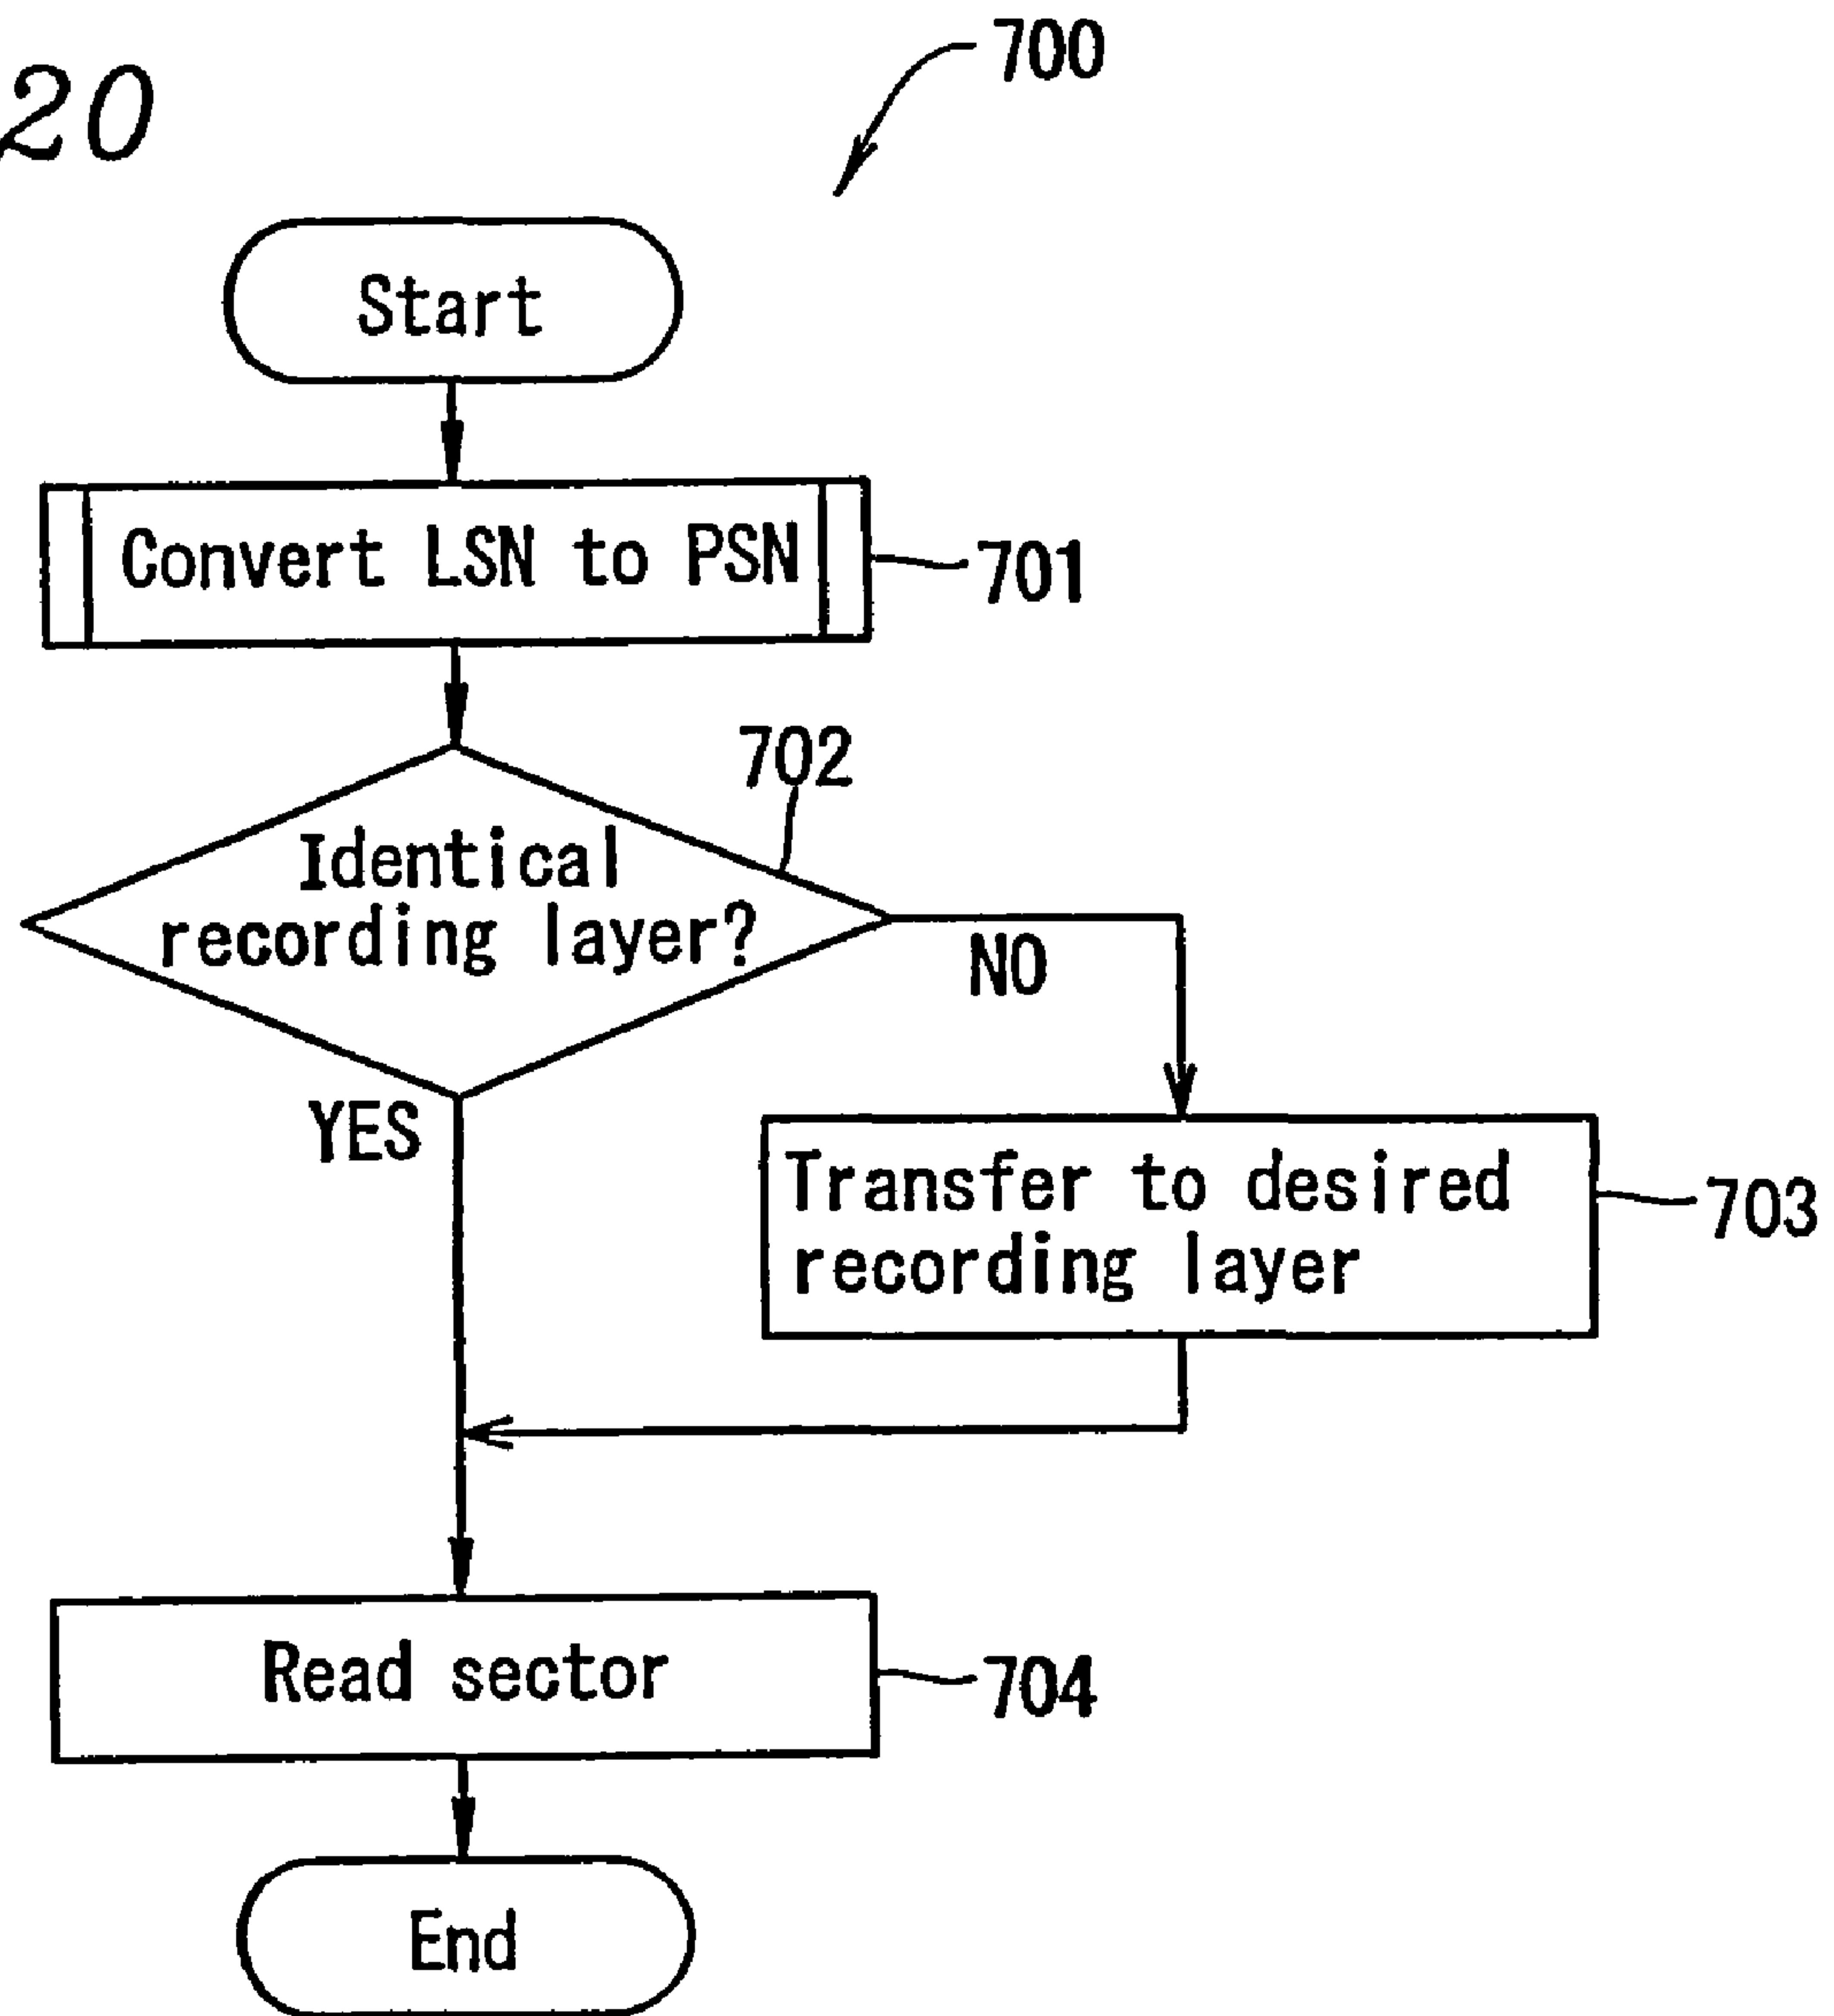 20
700
Start
Convert LSN to PSN
701
702
Identical
recording layer?
NO
YES
Transfer to desired
recording layer
703
Read sector
704
End